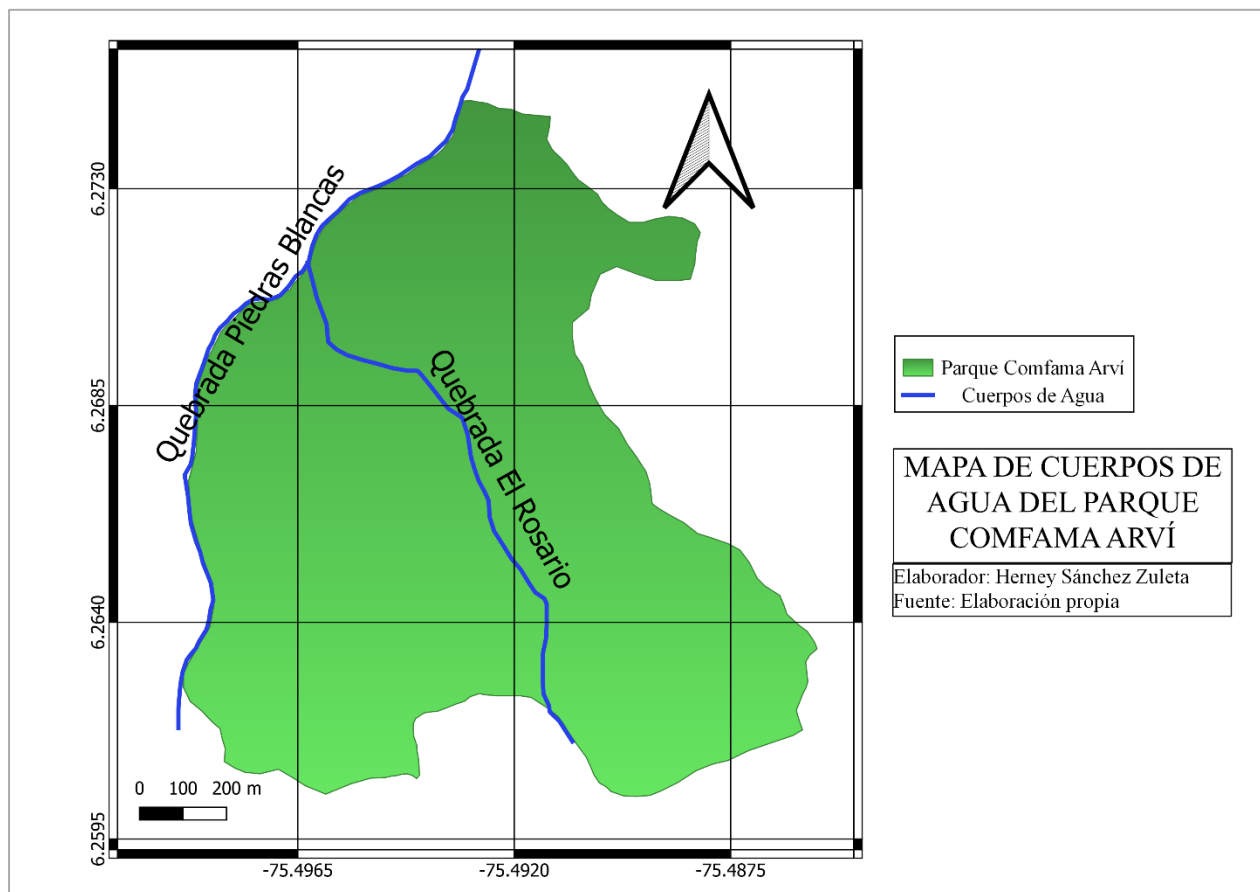 Quebrada Piedras Blancas
Quebrada El Rosario
6.2730
6.2685
6.2640
6.2595
-75.4965
-75.4920
-75.4875
0 100 200 m
Parque Comfama Arví
Cuerpos de Agua
MAPA DE CUERPOS DE
AGUA DEL PARQUE
COMFAMA ARVÍ
Elaborador: Herney Sánchez Zuleta
Fuente: Elaboración propia